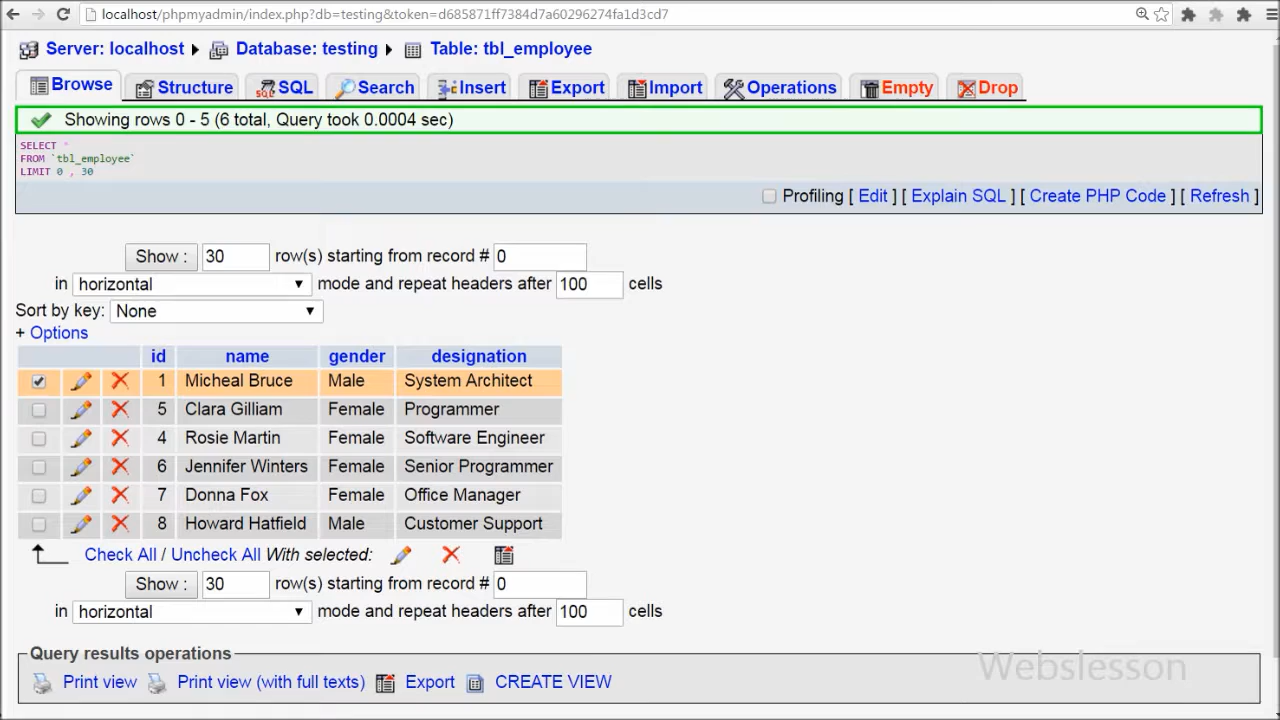 localhost/phpmyadmin/index.php?db=testing&token=d685871ff7384d7a60296274fa1d3cd7
Server: localhost Database: testing Table: tbl_employee
Browse Structure SQL Search Insert Export Import Operations Empty Drop
Showing rows 0 - 5 (6 total, Query took 0.0004 sec)
SELECT *
FROM `tbl_employee`
LIMIT 0 , 30
Profiling [ Edit ] [ Explain SQL ] [ Create PHP Code ] [ Refresh ]
Show : 30 row(s) starting from record # 0
in horizontal mode and repeat headers after 100 cells
Sort by key: None
+ Options
id name gender designation
1 Micheal Bruce Male System Architect
5 Clara Gilliam Female Programmer
4 Rosie Martin Female Software Engineer
6 Jennifer Winters Female Senior Programmer
7 Donna Fox Female Office Manager
8 Howard Hatfield Male Customer Support
Check All / Uncheck All With selected:
Show : 30 row(s) starting from record # 0
in horizontal mode and repeat headers after 100 cells
Query results operations
Print view Print view (with full texts) Export CREATE VIEW
Webslesson